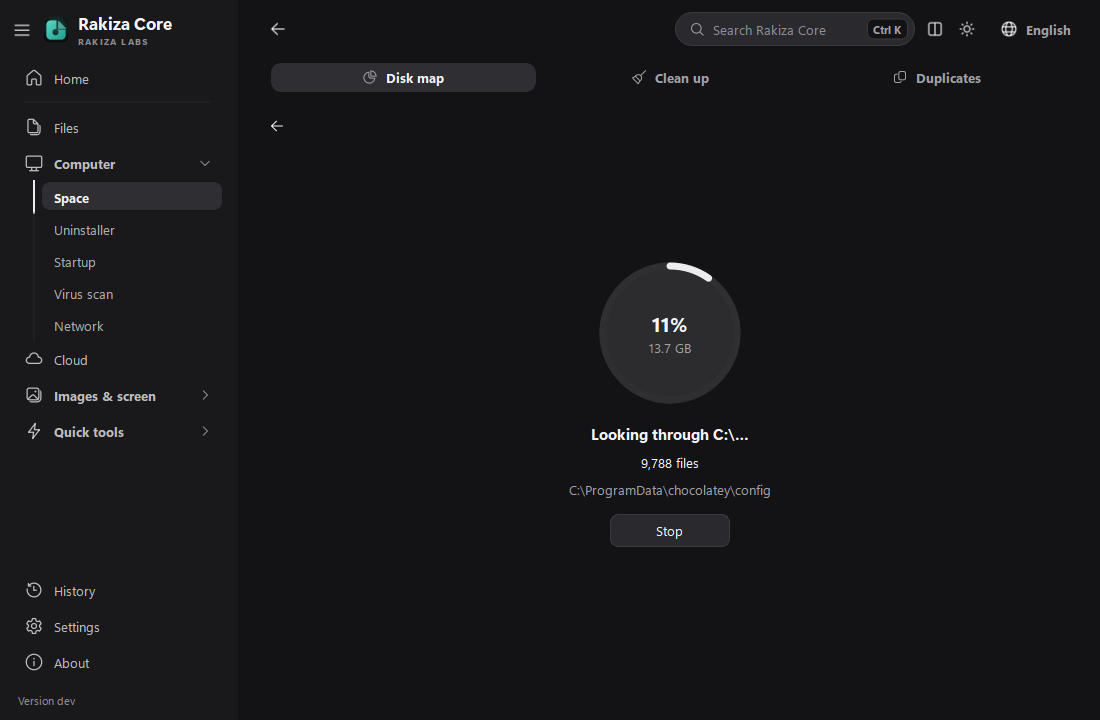 Rakiza Core
RAKIZA LABS
Search Rakiza Core
Ctrl K
English
Home
Files
Computer
Space
Uninstaller
Startup
Virus scan
Network
Cloud
Images & screen
Quick tools
History
Settings
About
Version dev
Disk map
Clean up
Duplicates
11%
13.7 GB
Looking through C:\...
9,788 files
C:\ProgramData\chocolatey\config
Stop